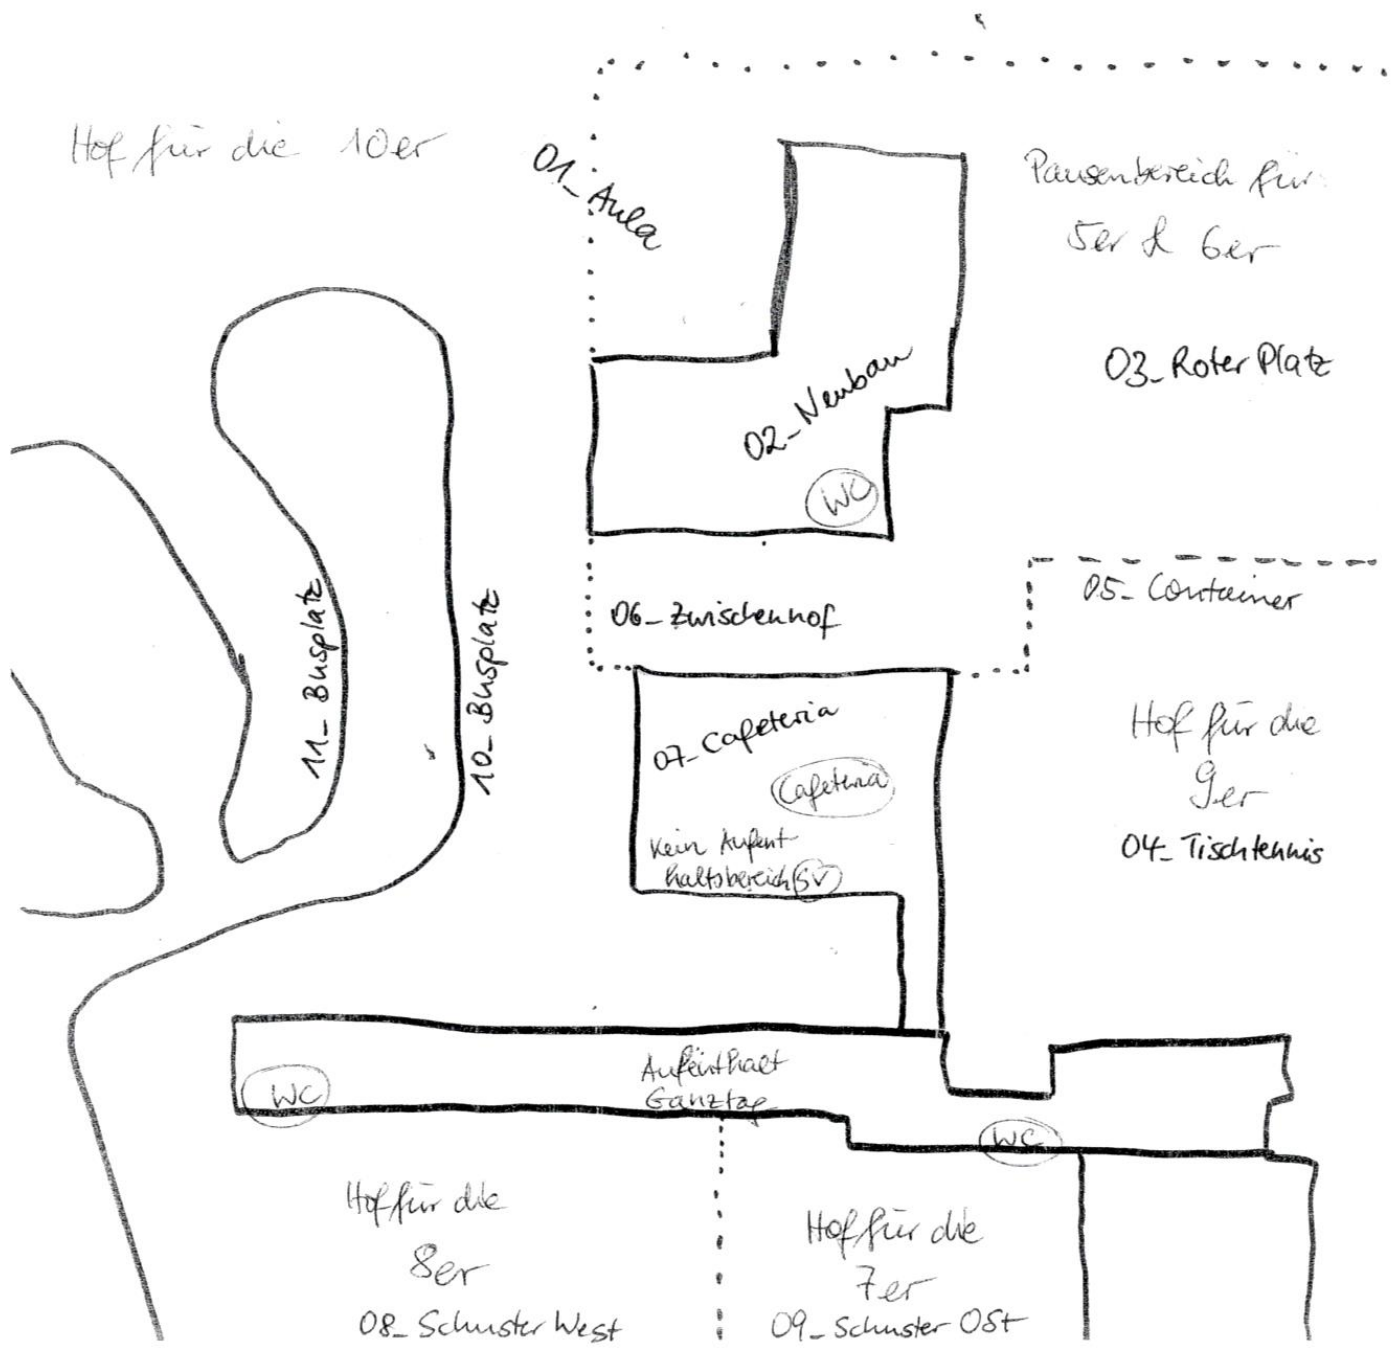 Hof für die 10er
01_Aula
Pausenbereich für
5er & 6er
03_Roter Platz
02_Neubau
WC
05_Container
06_Zwischenhof
11_Busplatz
10_Busplatz
07_Cafeteria
Cafeteria
Kein Aufent
haltsbereich SV
Hof für die
9er
04_Tischtennis
Aufenthalt
Ganztag
WC
WC
Hof für die
8er
08_Schuster West
Hof für die
7er
09_Schuster Ost